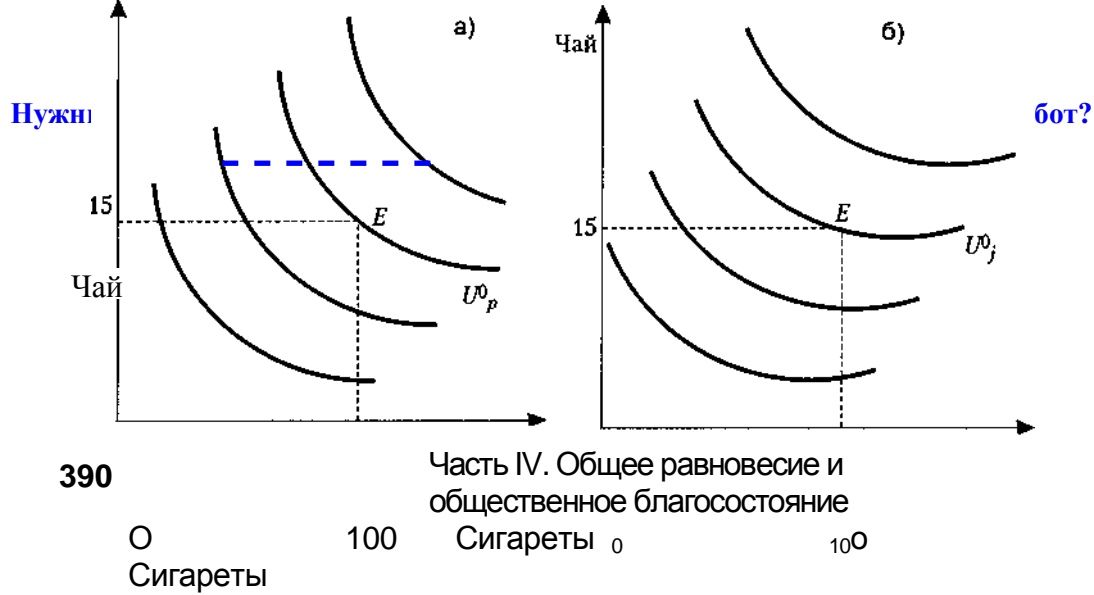 а)
Чай
б)
бот?
15
E
Чай
U⁰p
15
E
U⁰j
390
Часть IV. Общее равновесие и
общественное благосостояние
О 100 Сигареты 0 10о
Сигареты